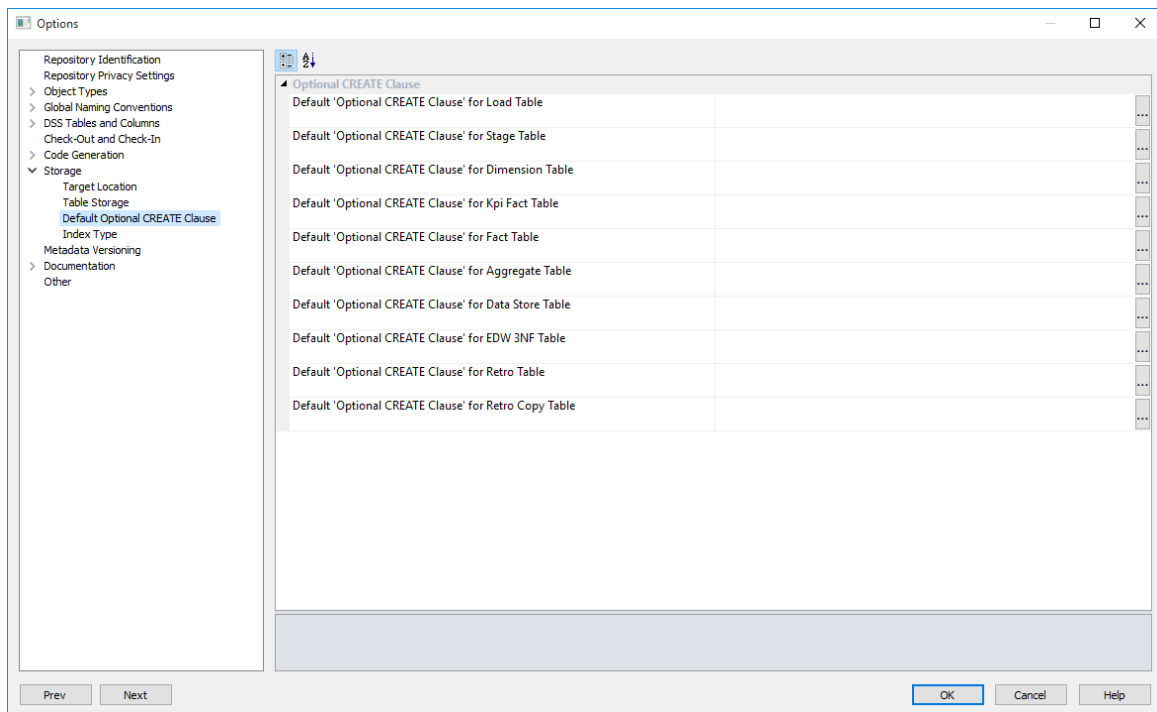 Options
Repository Identification
Repository Privacy Settings
Object Types
Global Naming Conventions
DSS Tables and Columns
Check-Out and Check-In
Code Generation
Storage
Target Location
Table Storage
Default Optional CREATE Clause
Index Type
Metadata Versioning
Documentation
Other
Optional CREATE Clause
Default 'Optional CREATE Clause' for Load Table
...
Default 'Optional CREATE Clause' for Stage Table
...
Default 'Optional CREATE Clause' for Dimension Table
...
Default 'Optional CREATE Clause' for Kpi Fact Table
...
Default 'Optional CREATE Clause' for Fact Table
...
Default 'Optional CREATE Clause' for Aggregate Table
...
Default 'Optional CREATE Clause' for Data Store Table
...
Default 'Optional CREATE Clause' for EDW 3NF Table
...
Default 'Optional CREATE Clause' for Retro Table
...
Default 'Optional CREATE Clause' for Retro Copy Table
...
Prev Next OK Cancel Help